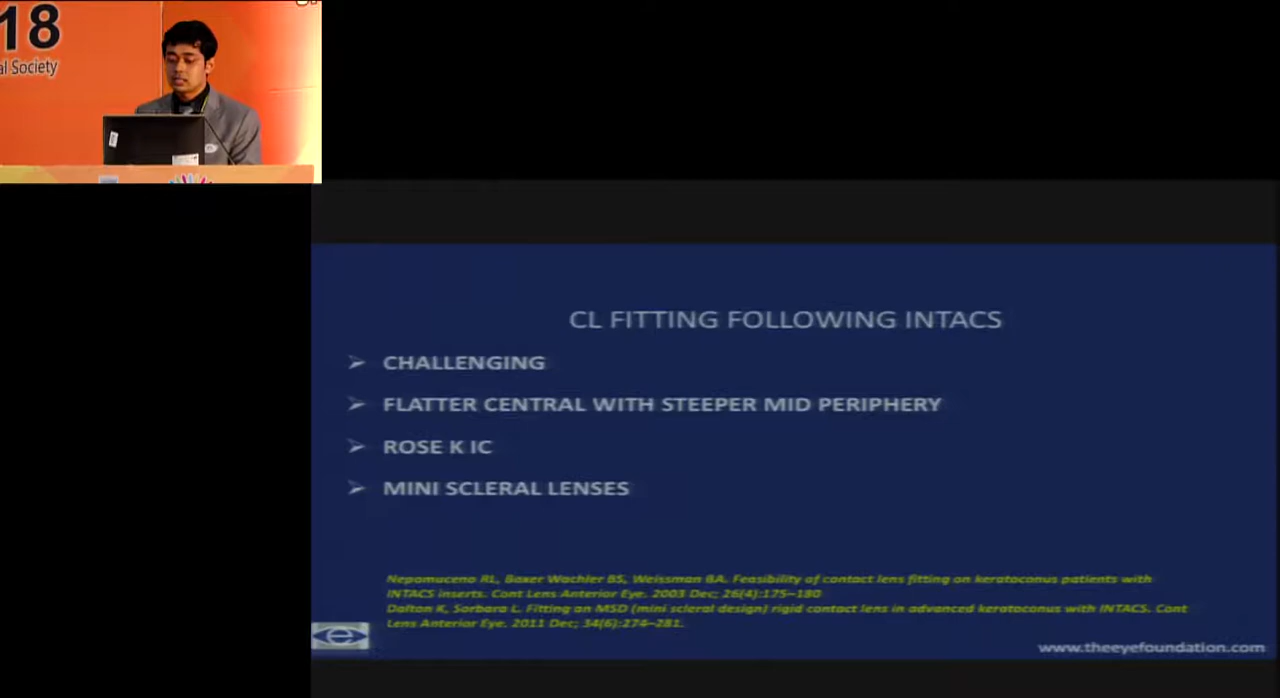 18
al Society
CL FITTING FOLLOWING INTACS
➢ CHALLENGING
➢ FLATTER CENTRAL WITH STEEPER MID PERIPHERY
➢ ROSE K IC
➢ MINI SCLERAL LENSES
Nepomuceno RL, Boxer Wachler BS, Weissman BA. Feasibility of contact lens fitting on keratoconus patients with
INTACS inserts. Cont Lens Anterior Eye. 2003 Dec; 26(4):175–180
Dalton K, Sorbara L. Fitting an MSD (mini scleral design) rigid contact lens in advanced keratoconus with INTACS. Cont
Lens Anterior Eye. 2011 Dec; 34(6):274–281.
e
www.theeyefoundation.com